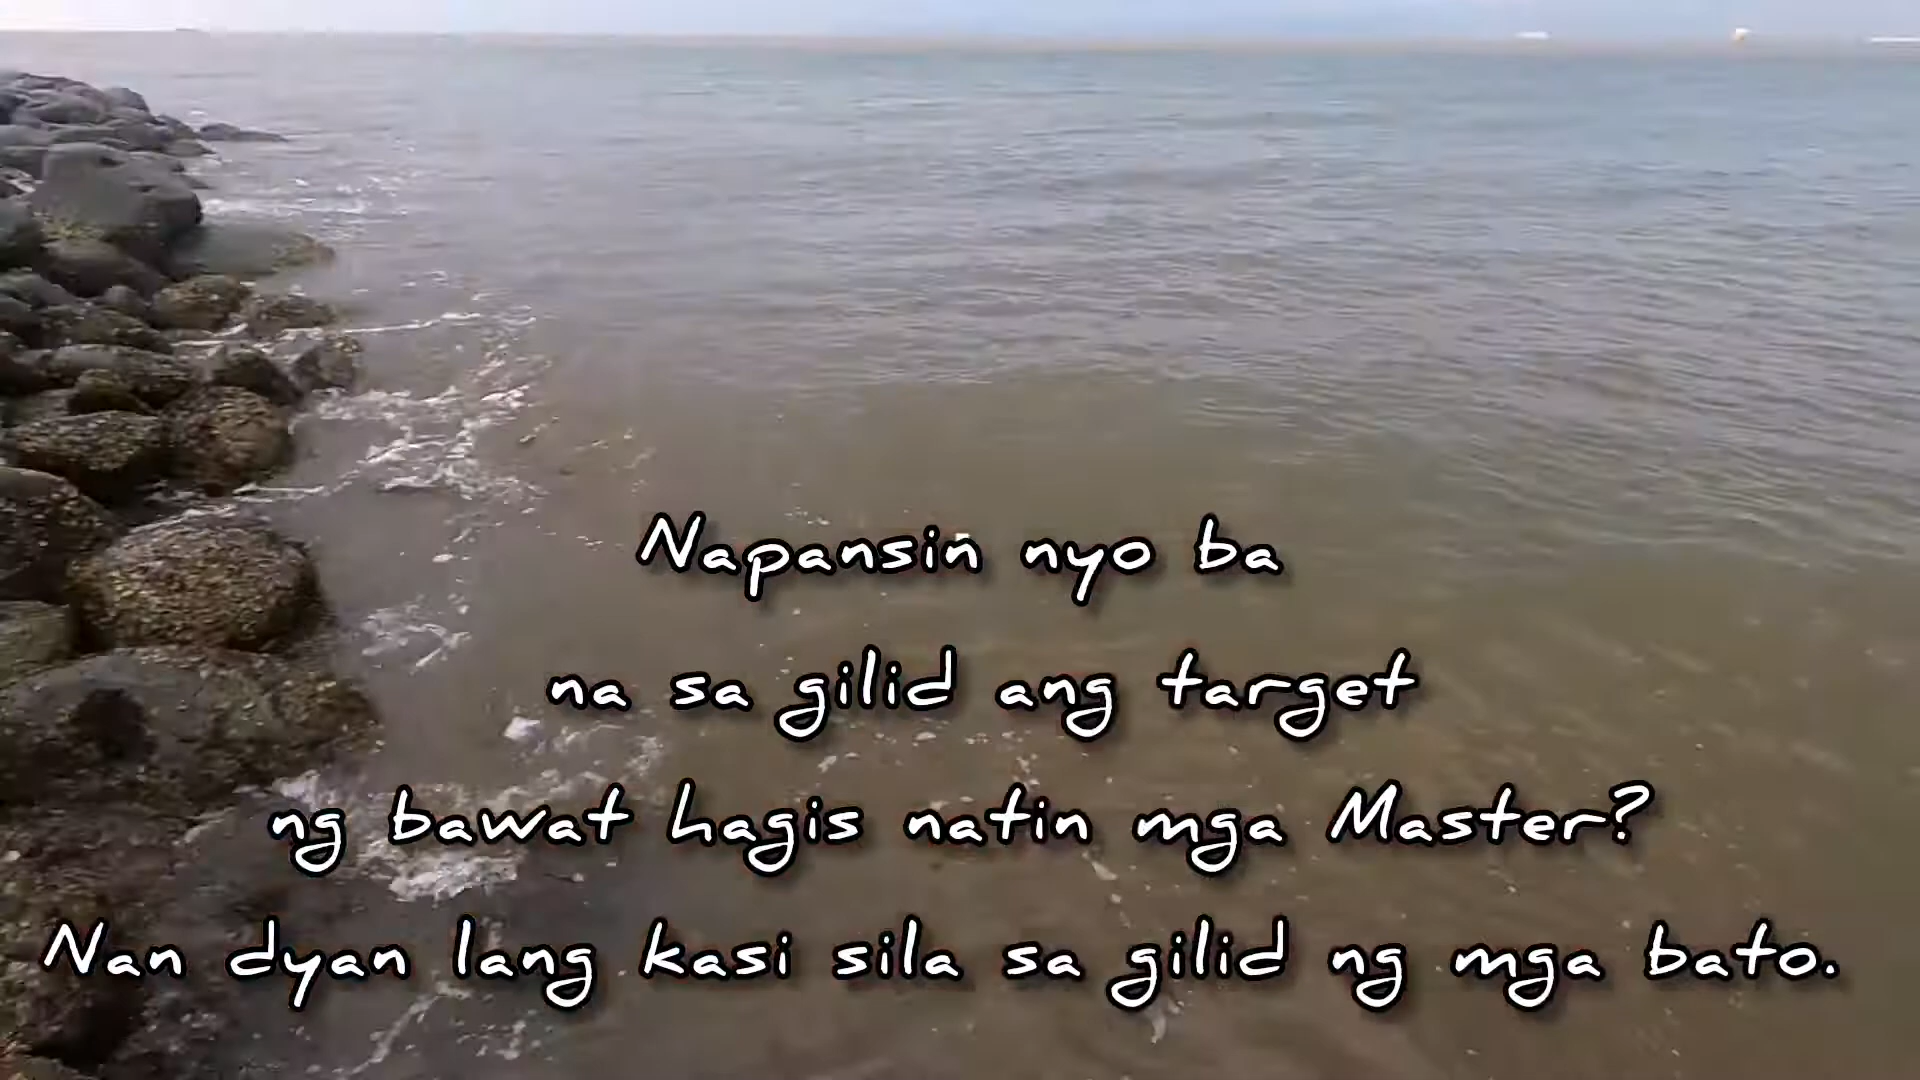 Napansin nyo ba
na sa gilid ang target
ng bawat hagis natin mga Master?
Nan dyan lang kasi sila sa gilid ng mga bato.